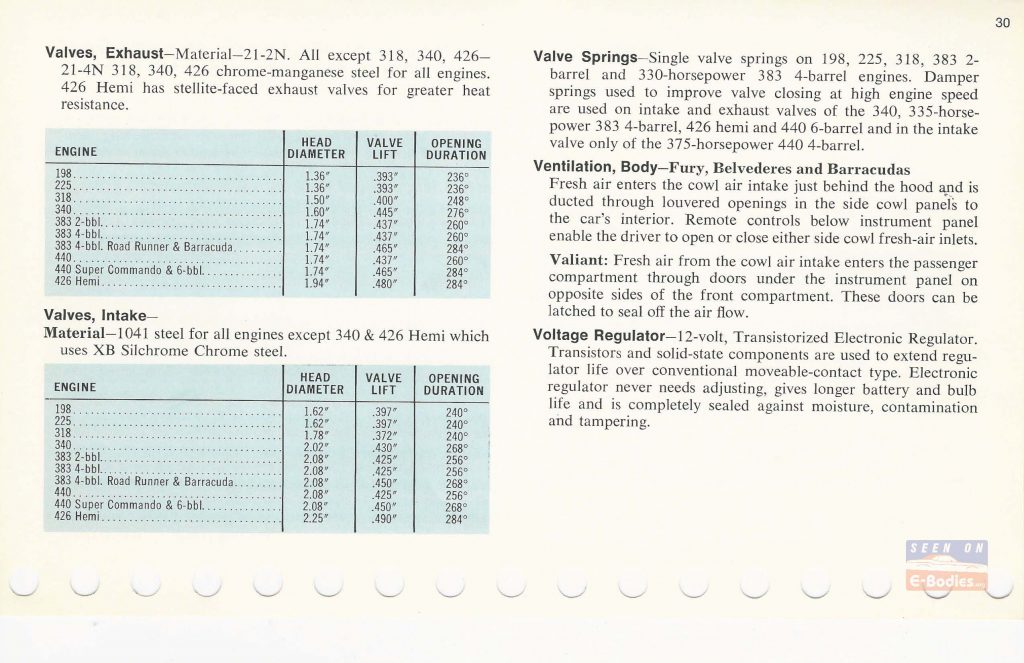 30
Valves, Exhaust—Material—21-2N. All except 318, 340, 426—
21-4N 318, 340, 426 chrome-manganese steel for all engines.
426 Hemi has stellite-faced exhaust valves for greater heat
resistance.
ENGINE HEAD DIAMETER VALVE LIFT OPENING DURATION
198 1.36″ .393″ 236°
225 1.36″ .393″ 236°
318 1.50″ .400″ 248°
340 1.60″ .445″ 276°
383 2-bbl. 1.74″ .437″ 260°
383 4-bbl. 1.74″ .437″ 260°
383 4-bbl. Road Runner & Barracuda 1.74″ .465″ 284°
440 1.74″ .437″ 260°
440 Super Commando & 6-bbl. 1.74″ .465″ 284°
426 Hemi 1.94″ .480″ 284°
Valves, Intake—
Material—1041 steel for all engines except 340 & 426 Hemi which
uses XB Silchrome Chrome steel.
ENGINE HEAD DIAMETER VALVE LIFT OPENING DURATION
198 1.62″ .397″ 240°
225 1.62″ .397″ 240°
318 1.78″ .372″ 240°
340 2.02″ .430″ 268°
383 2-bbl. 2.08″ .425″ 256°
383 4-bbl. 2.08″ .425″ 256°
383 4-bbl. Road Runner & Barracuda 2.08″ .450″ 268°
440 2.08″ .425″ 256°
440 Super Commando & 6-bbl. 2.08″ .450″ 268°
426 Hemi 2.25″ .490″ 284°
Valve Springs—Single valve springs on 198, 225, 318, 383 2-
barrel and 330-horsepower 383 4-barrel engines. Damper
springs used to improve valve closing at high engine speed
are used on intake and exhaust valves of the 340, 335-horse-
power 383 4-barrel, 426 hemi and 440 6-barrel and in the intake
valve only of the 375-horsepower 440 4-barrel.
Ventilation, Body—Fury, Belvederes and Barracudas
Fresh air enters the cowl air intake just behind the hood and is
ducted through louvered openings in the side cowl panels to
the car's interior. Remote controls below instrument panel
enable the driver to open or close either side cowl fresh-air inlets.
Valiant: Fresh air from the cowl air intake enters the passenger
compartment through doors under the instrument panel on
opposite sides of the front compartment. These doors can be
latched to seal off the air flow.
Voltage Regulator—12-volt, Transistorized Electronic Regulator.
Transistors and solid-state components are used to extend regu-
lator life over conventional moveable-contact type. Electronic
regulator never needs adjusting, gives longer battery and bulb
life and is completely sealed against moisture, contamination
and tampering.
SEEN ON
E-Bodies.org